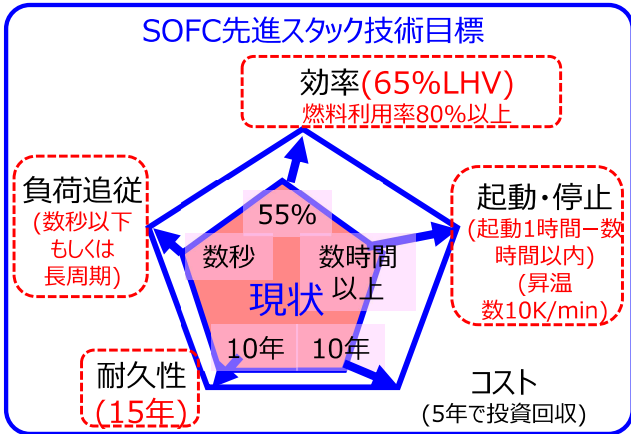 SOFC先進スタック技術目標
効率(65%LHV)
燃料利用率80%以上
負荷追従
(数秒以下
もしくは
長周期)
起動・停止
(起動1時間ー数
時間以内)
(昇温
数10K/min)
55%
数秒
数時間
以上
現状
10年
10年
耐久性
(15年)
コスト
(5年で投資回収)